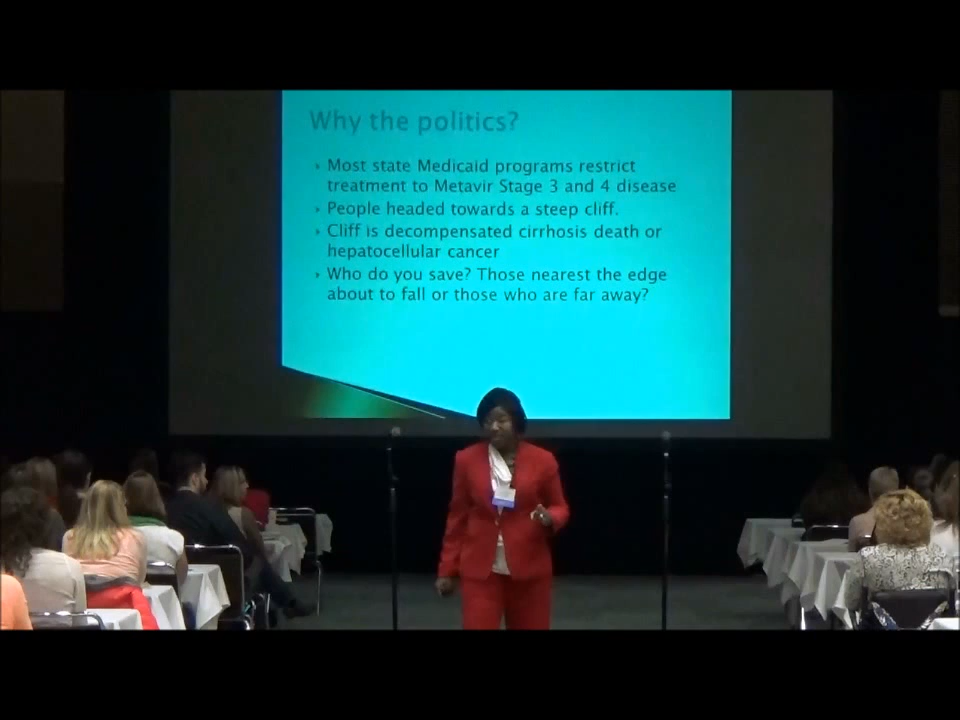 Why the politics?
Most state Medicaid programs restrict
treatment to Metavir Stage 3 and 4 disease
People headed towards a steep cliff.
Cliff is decompensated cirrhosis death or
hepatocellular cancer
Who do you save? Those nearest the edge
about to fall or those who are far away?